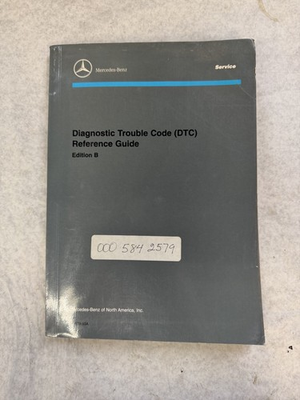 Mercedes-Benz
Service
Diagnostic Trouble Code (DTC)
Reference Guide
Edition B
000 584 2579
Mercedes-Benz of North America, Inc.